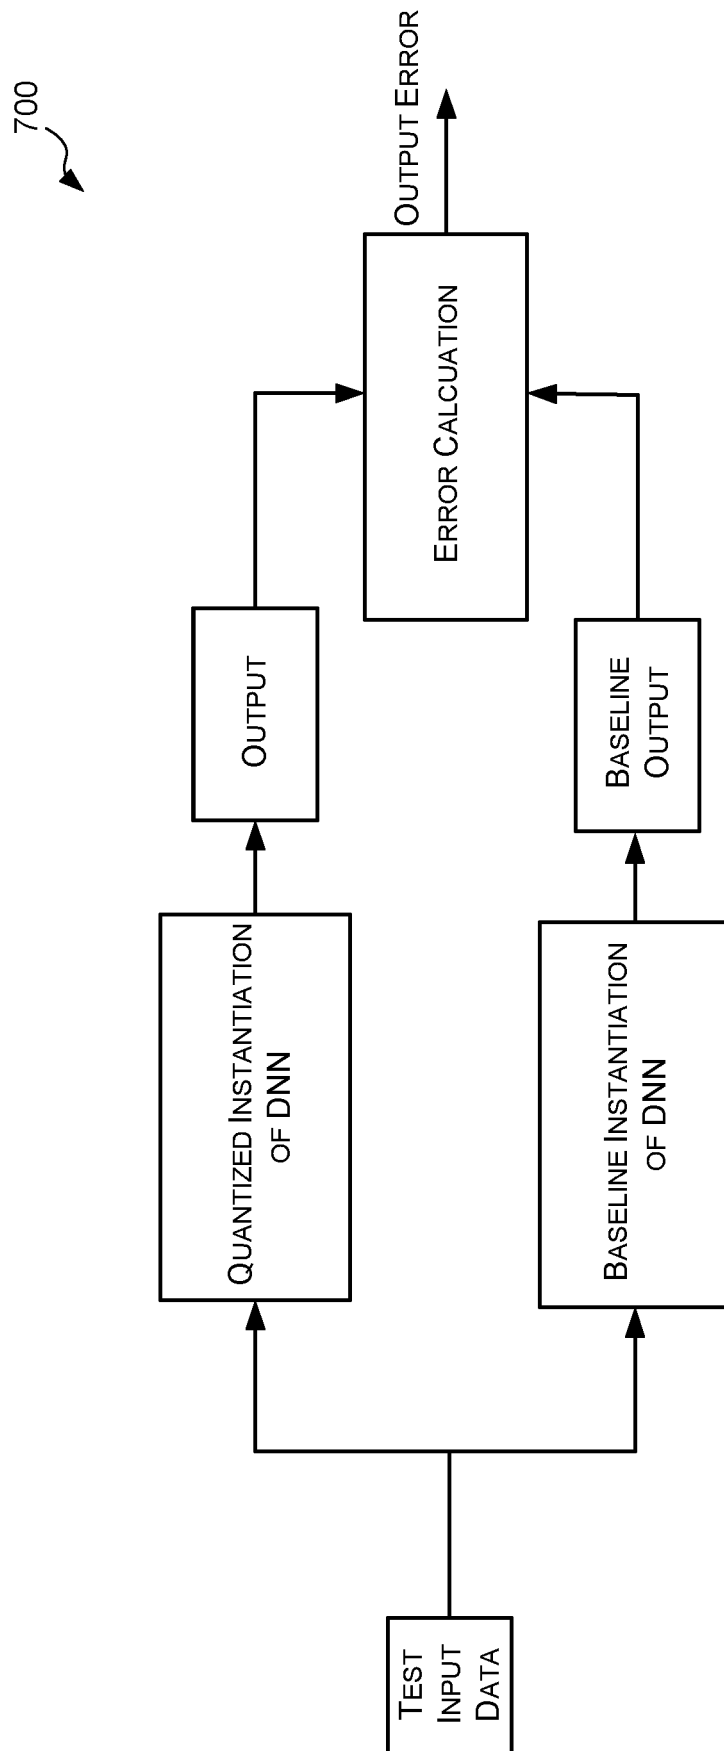 700
TEST
INPUT
DATA
QUANTIZED INSTANTIATION
OF DNN
OUTPUT
BASELINE INSTANTIATION
OF DNN
BASELINE
OUTPUT
ERROR CALCUATION
OUTPUT ERROR